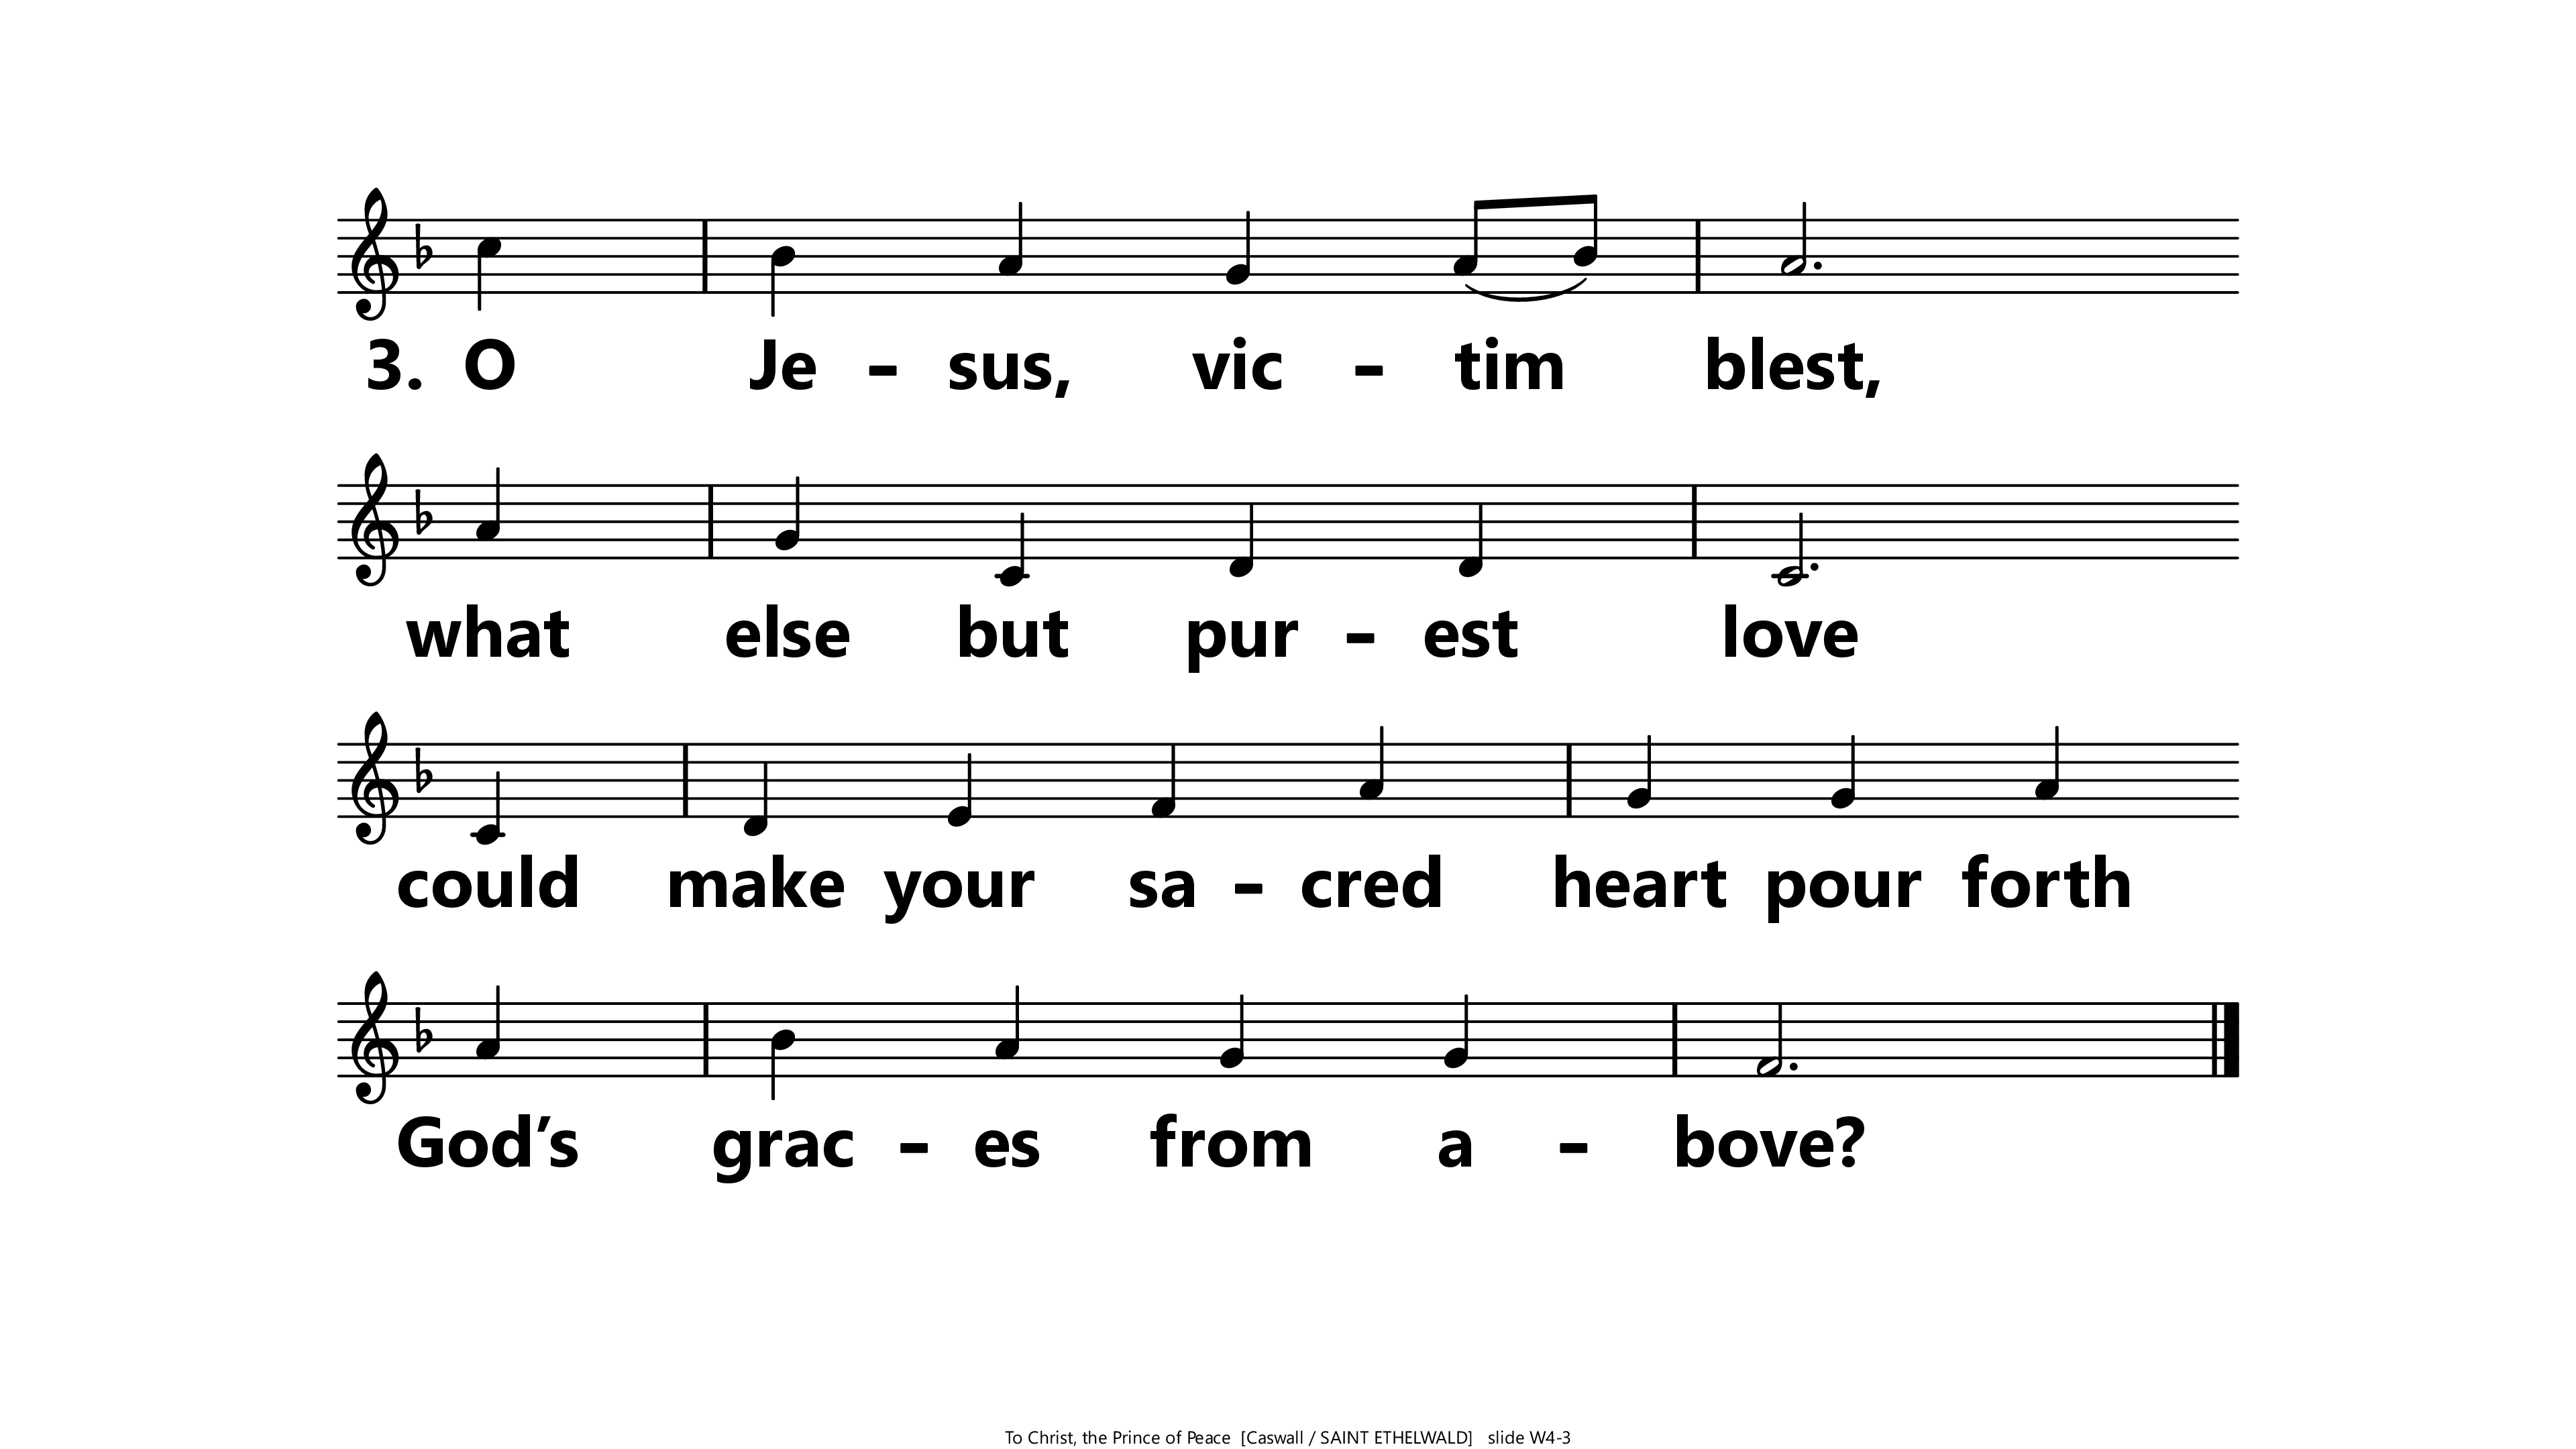 3. O Je – sus, vic – tim blest,
what else but pur – est love
could make your sa – cred heart pour forth
God’s grac – es from a – bove?
To Christ, the Prince of Peace [Caswall / SAINT ETHELWALD] slide W4-3